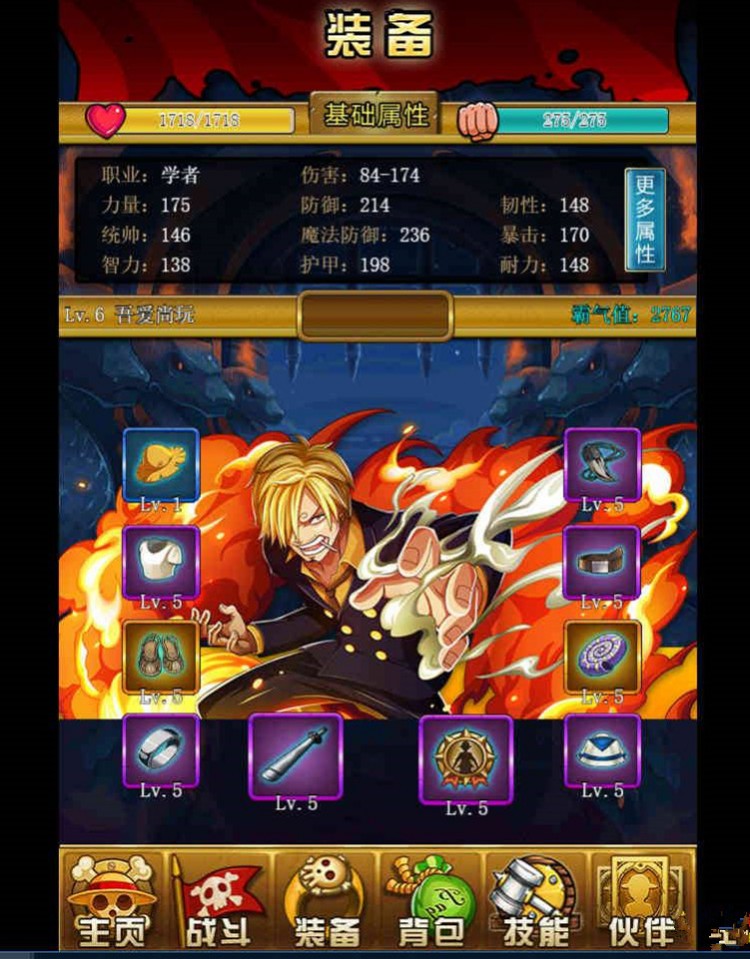 装备
1718/1718 基础属性 275/275
职业：学者 伤害：84-174
力量：175 防御：214 韧性：148
统帅：146 魔法防御：236 暴击：170
智力：138 护甲：198 耐力：148
更多属性
Lv.6 吾爱尚玩 霸气值：2767
Lv.1 Lv.5
Lv.5 Lv.5
Lv.5 Lv.5
Lv.5 Lv.5 Lv.5 Lv.5
主页 战斗 装备 背包 技能 伙伴
-1